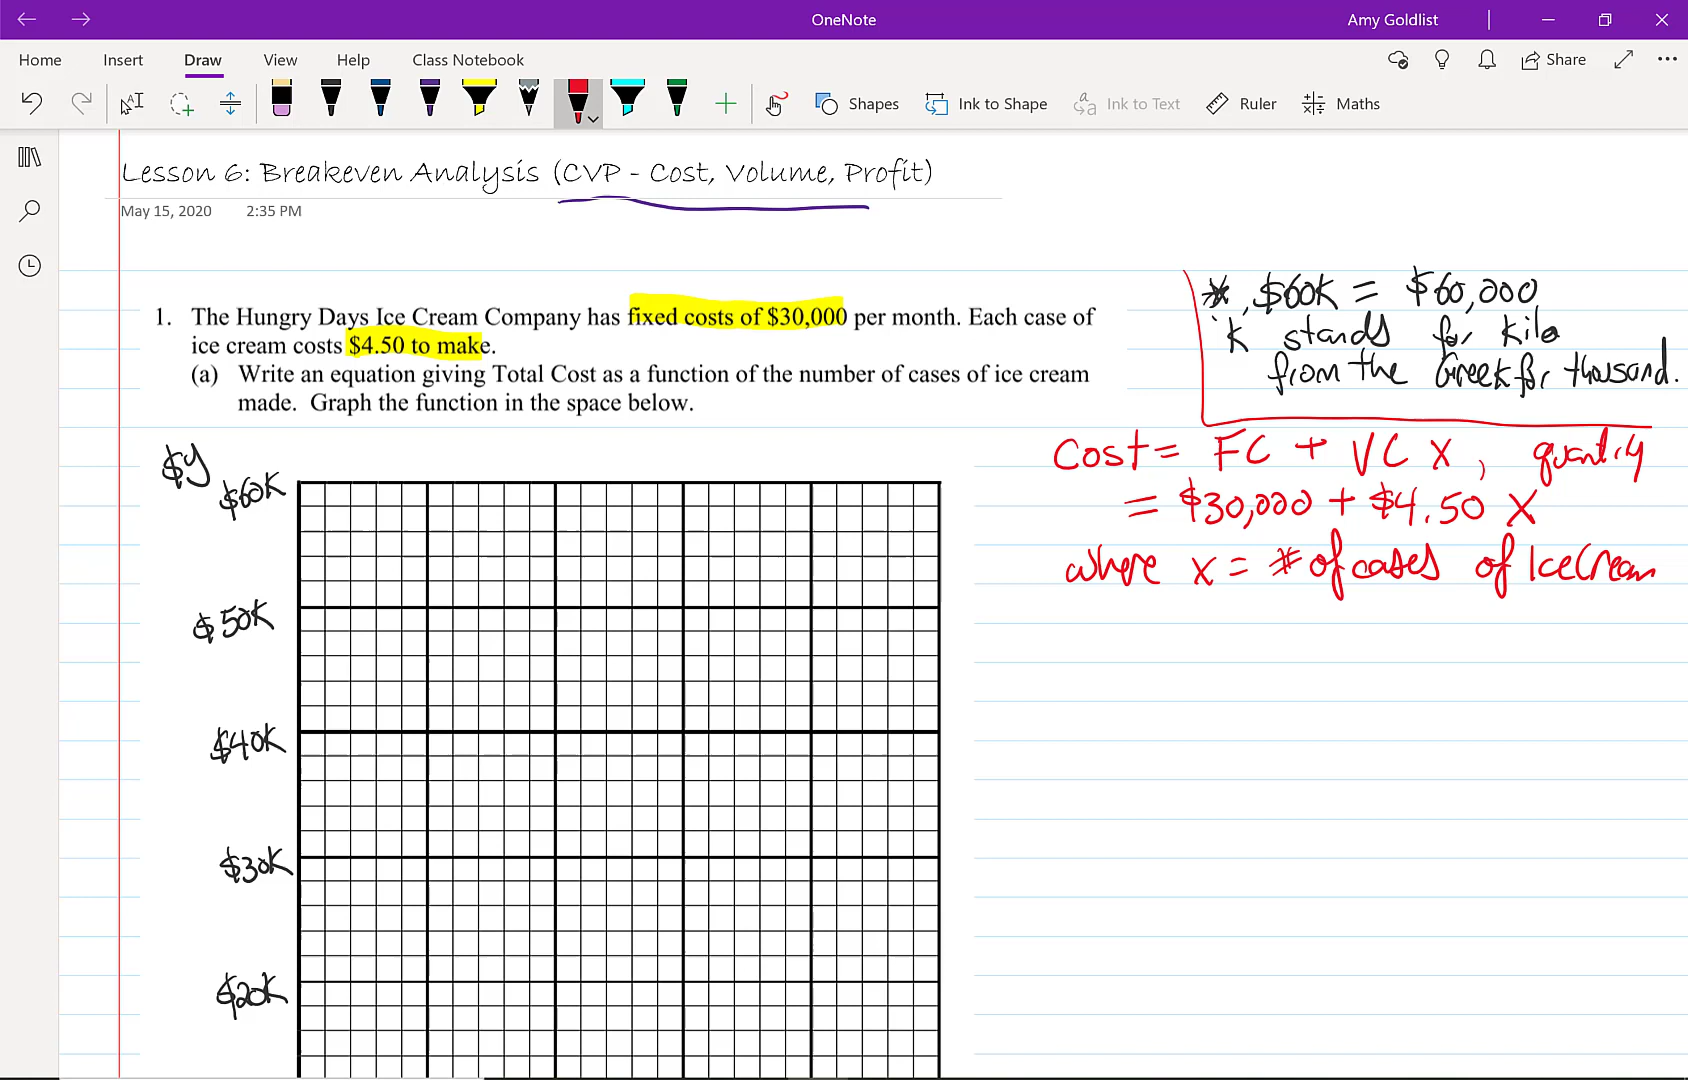 OneNote
Amy Goldlist
Home Insert Draw View Help Class Notebook
Share
Shapes Ink to Shape Ink to Text Ruler Maths
Lesson 6: Breakeven Analysis (CVP - Cost, Volume, Profit)
May 15, 2020 2:35 PM
1. The Hungry Days Ice Cream Company has fixed costs of $30,000 per month. Each case of
ice cream costs $4.50 to make.
(a) Write an equation giving Total Cost as a function of the number of cases of ice cream
made. Graph the function in the space below.
* $60K = $60,000
'K stands for kilo
from the Greek for thousand.
Cost = FC + VC X, quantity
= $30,000 + $4.50 X
where x = # of cases of IceCream
$y
$60K
$50K
$40K
$30K
$20K